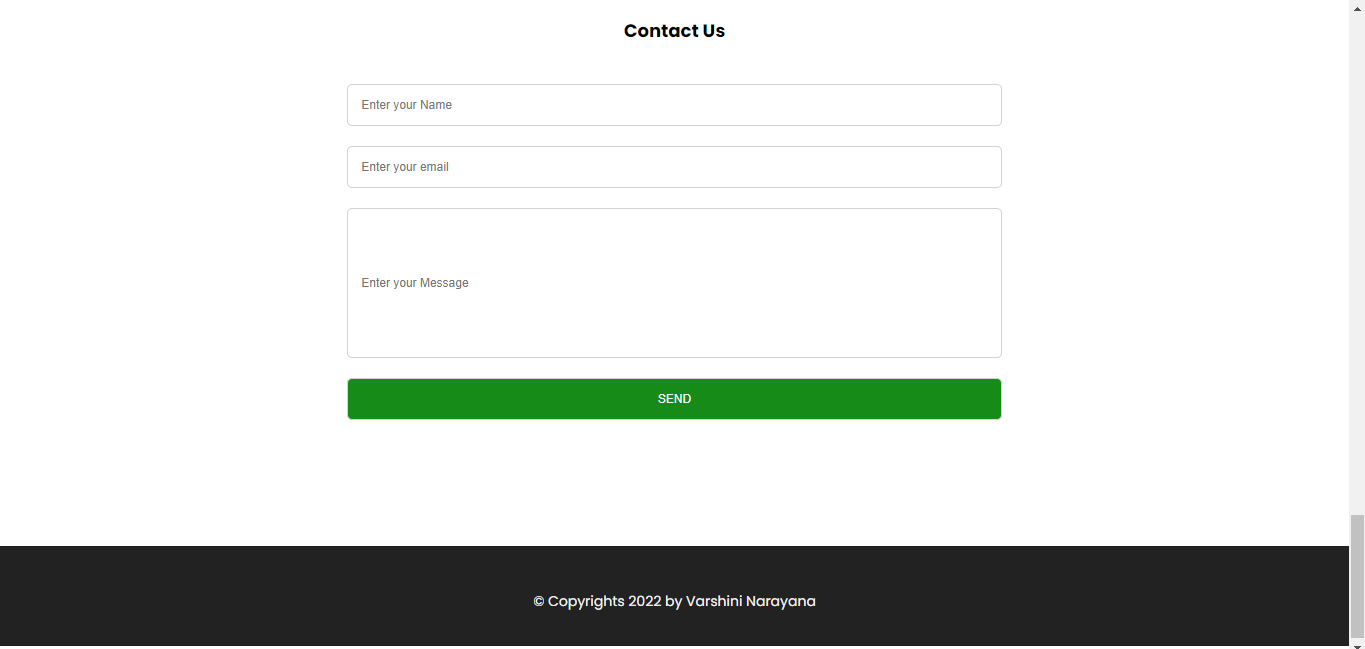 Contact Us
Enter your Name
Enter your email
Enter your Message
SEND
© Copyrights 2022 by Varshini Narayana